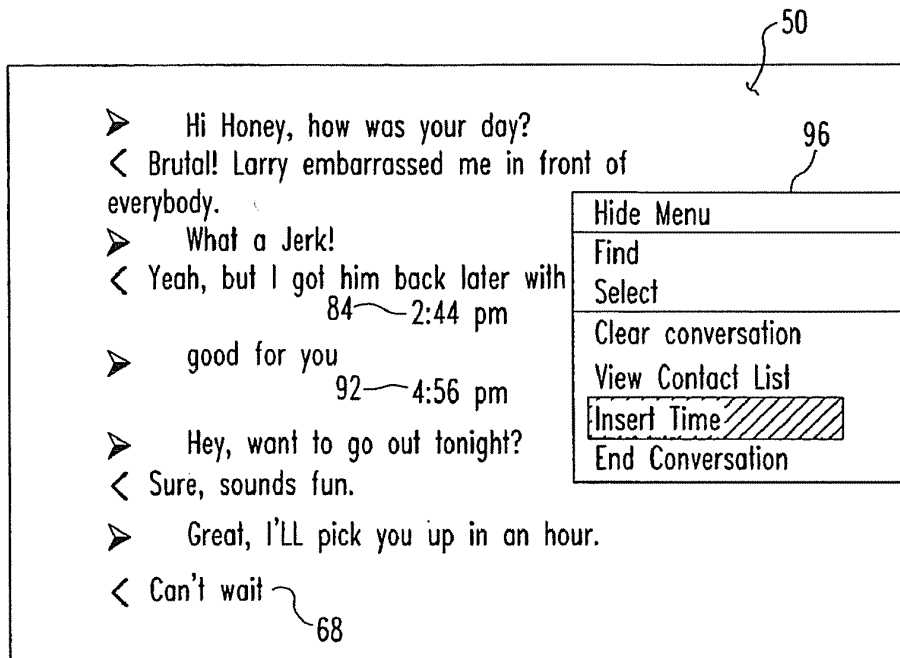 50
Hi Honey, how was your day?
96
< Brutal! Larry embarrassed me in front of
everybody.
What a Jerk!
< Yeah, but I got him back later with
84 2:44 pm
good for you
92 4:56 pm
Hey, want to go out tonight?
< Sure, sounds fun.
Great, I'LL pick you up in an hour.
< Can't wait
68
Hide Menu
Find
Select
Clear conversation
View Contact List
Insert Time
End Conversation